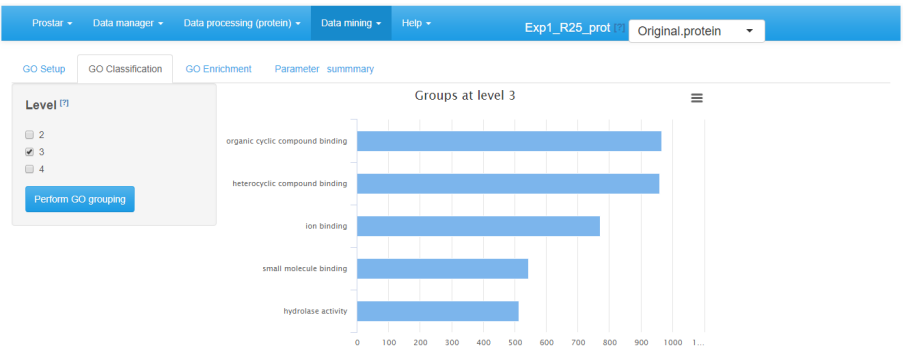 Prostar Data manager Data processing (protein) Data mining Help Exp1_R25_prot [?] Original.protein
GO Setup GO Classification GO Enrichment Parameter summmary
Level [?]
2
3
4
Perform GO grouping
Groups at level 3
organic cyclic compound binding
heterocyclic compound binding
ion binding
small molecule binding
hydrolase activity
0 100 200 300 400 500 600 700 800 900 1000 1...